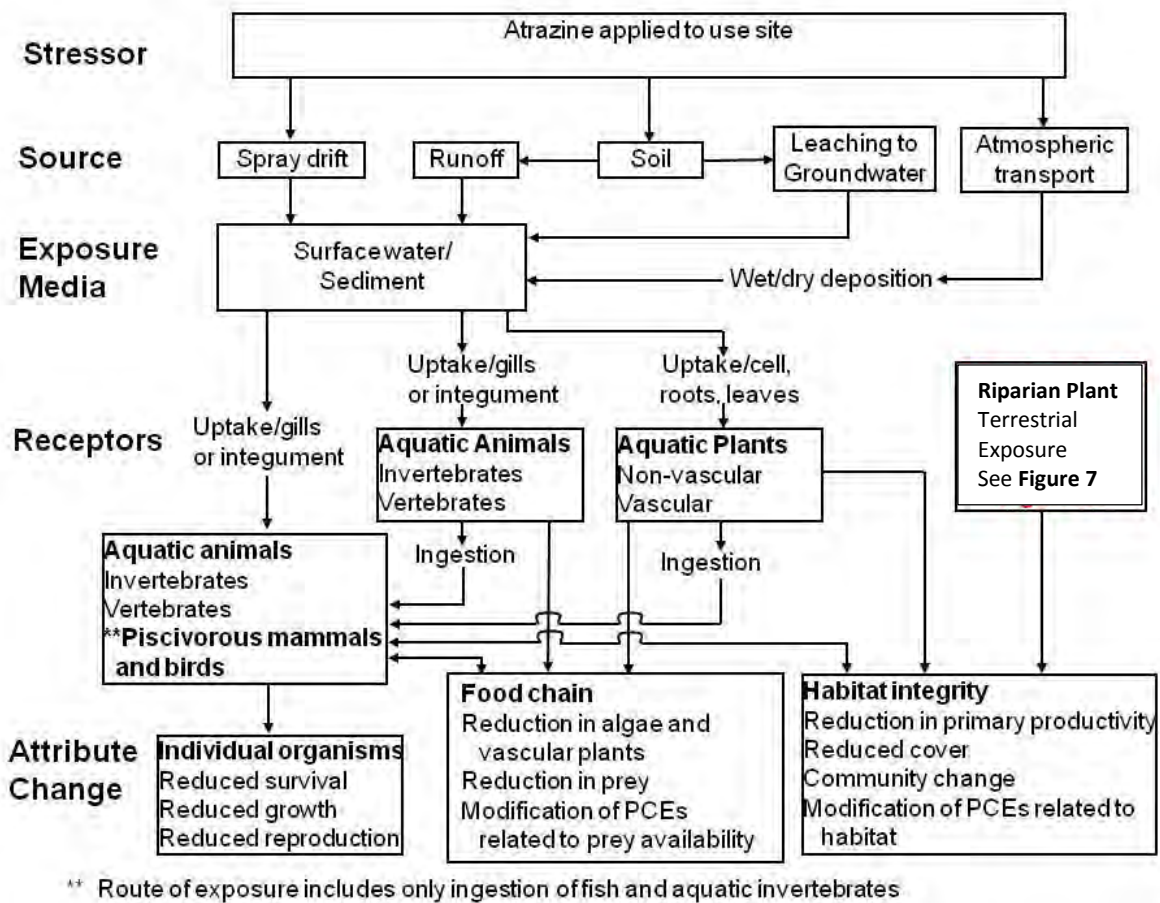 Stressor
Atrazine applied to use site
Source
Spray drift
Runoff
Soil
Leaching to
Groundwater
Atmospheric
transport
Exposure
Media
Surface water/
Sediment
Wet/dry deposition
Receptors
Uptake/gills
or integument
Uptake/gills
or integument
Uptake/cell,
roots, leaves
Aquatic Animals
Invertebrates
Vertebrates
Aquatic Plants
Non-vascular
Vascular
Riparian Plant
Terrestrial
Exposure
See Figure 7
Ingestion
Ingestion
Aquatic animals
Invertebrates
Vertebrates
**Piscivorous mammals
and birds
Attribute
Change
Individual organisms
Reduced survival
Reduced growth
Reduced reproduction
Food chain
Reduction in algae and
vascular plants
Reduction in prey
Modification of PCEs
related to prey availability
Habitat integrity
Reduction in primary productivity
Reduced cover
Community change
Modification of PCEs related to
habitat
** Route of exposure includes only ingestion of fish and aquatic invertebrates